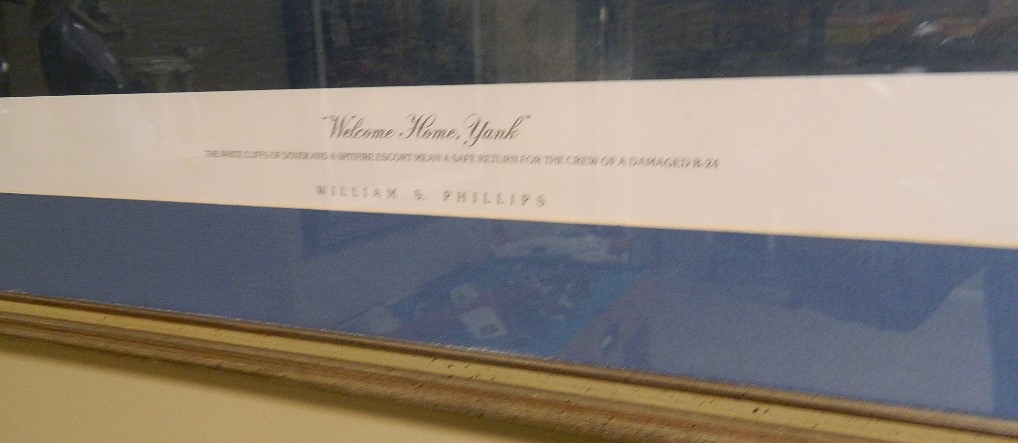 "Welcome Home, Yank"
THE WHITE CLIFFS OF DOVER AND A SPITFIRE ESCORT MEAN A SAFE RETURN FOR THE CREW OF A DAMAGED B-24
WILLIAM S. PHILLIPS